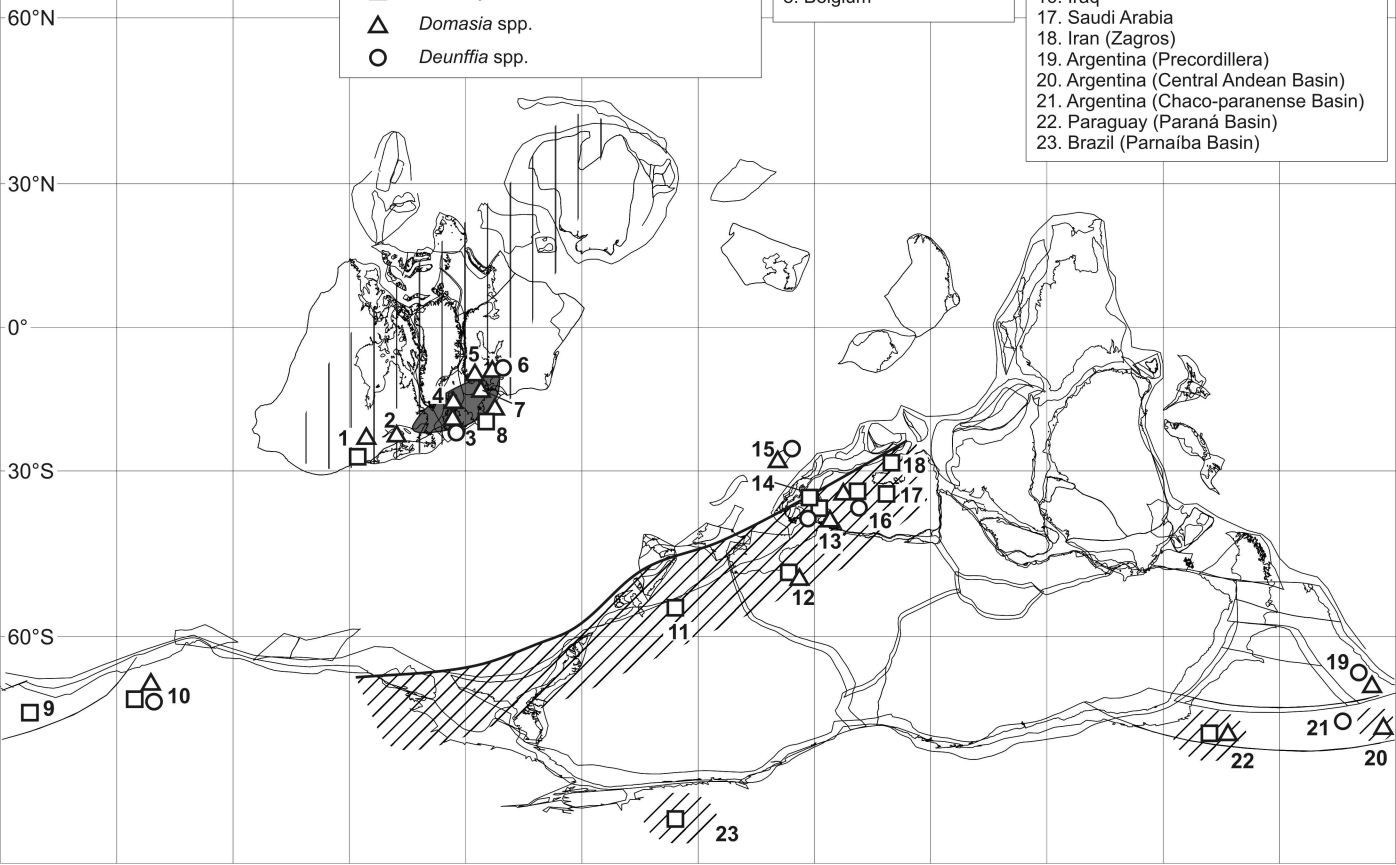 8. Belgium
16. Iraq
60°N
Domasia spp.
Deunffia spp.
17. Saudi Arabia
18. Iran (Zagros)
19. Argentina (Precordillera)
20. Argentina (Central Andean Basin)
21. Argentina (Chaco-paranense Basin)
22. Paraguay (Paraná Basin)
23. Brazil (Parnaíba Basin)
30°N
0°
5
6
4
7
2
1
3
8
15
30°S
18
14
17
16
13
12
11
60°S
19
10
9
21
22
20
23